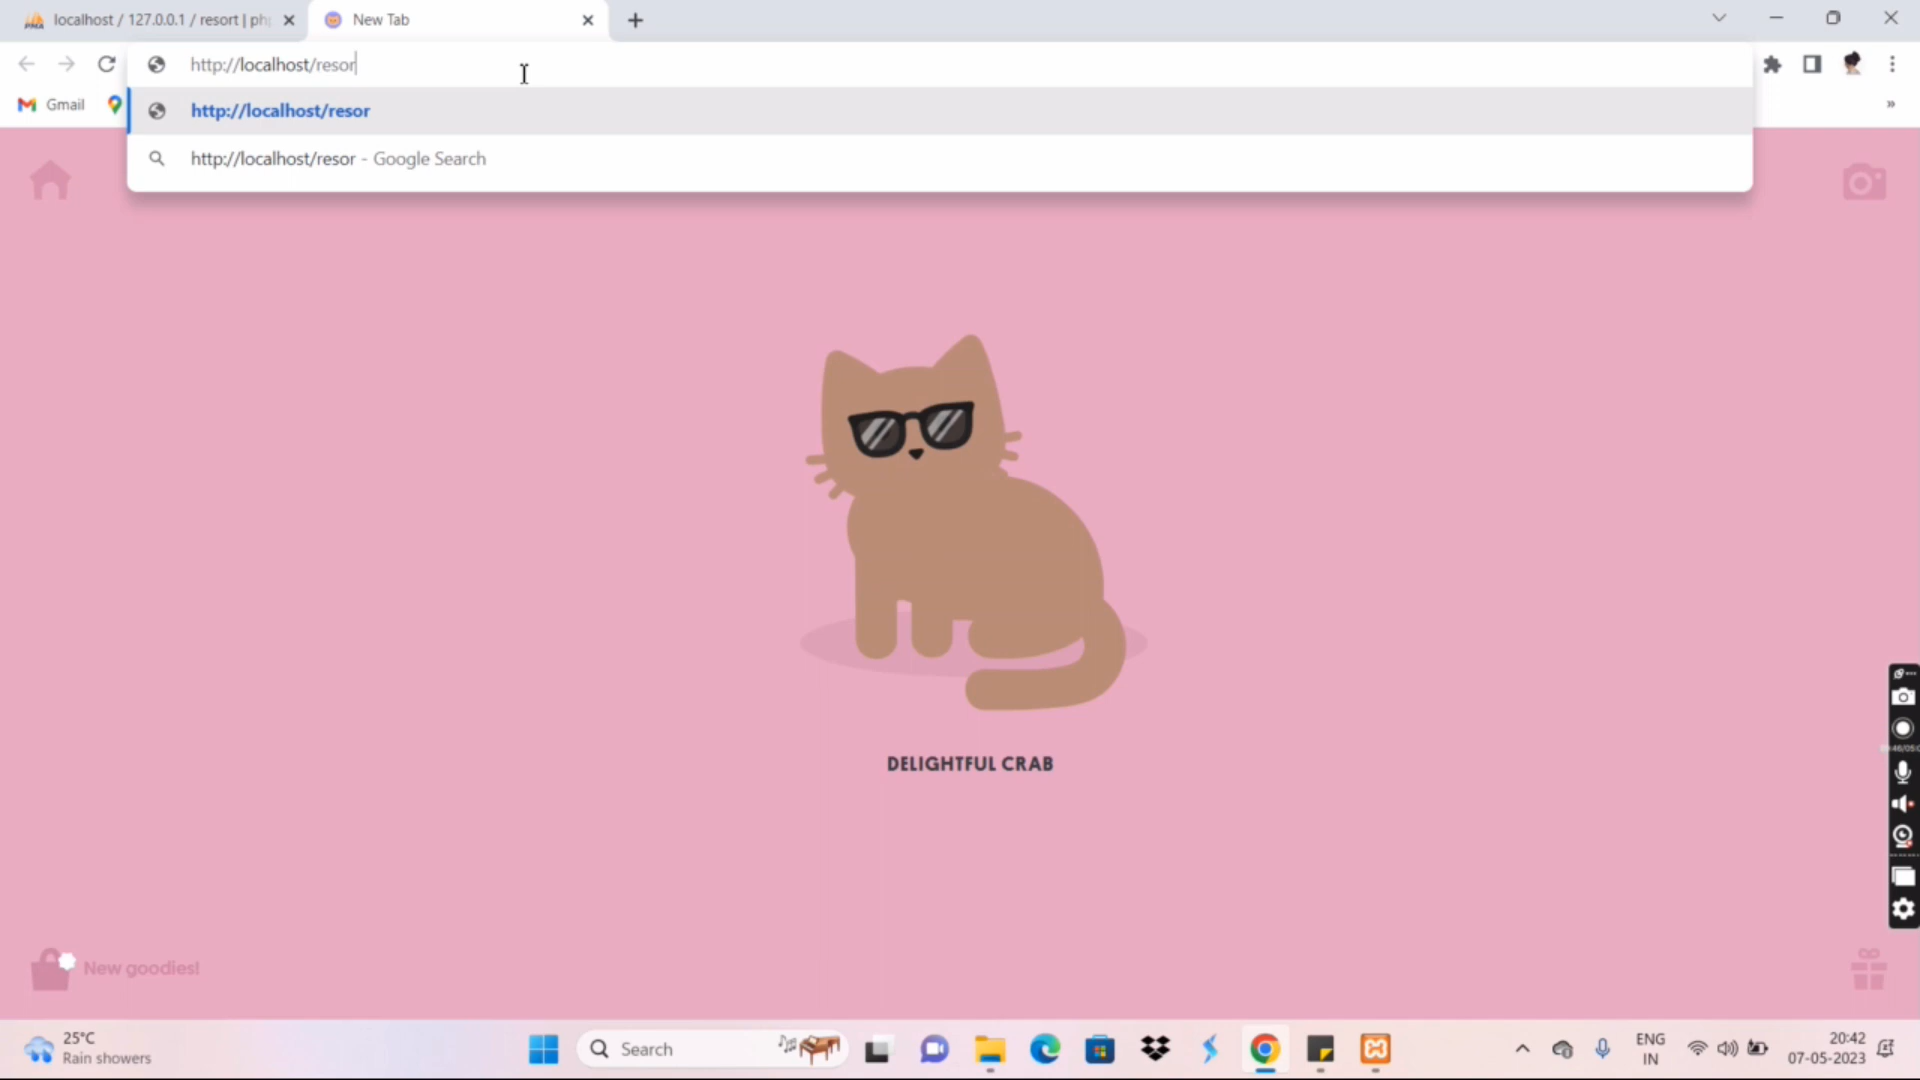 localhost / 127.0.0.1 / resort | ph
New Tab
http://localhost/resor
Gmail
http://localhost/resor
http://localhost/resor - Google Search
DELIGHTFUL CRAB
New goodies!
25°C
Rain showers
Search
ENG
IN
20:42
07-05-2023